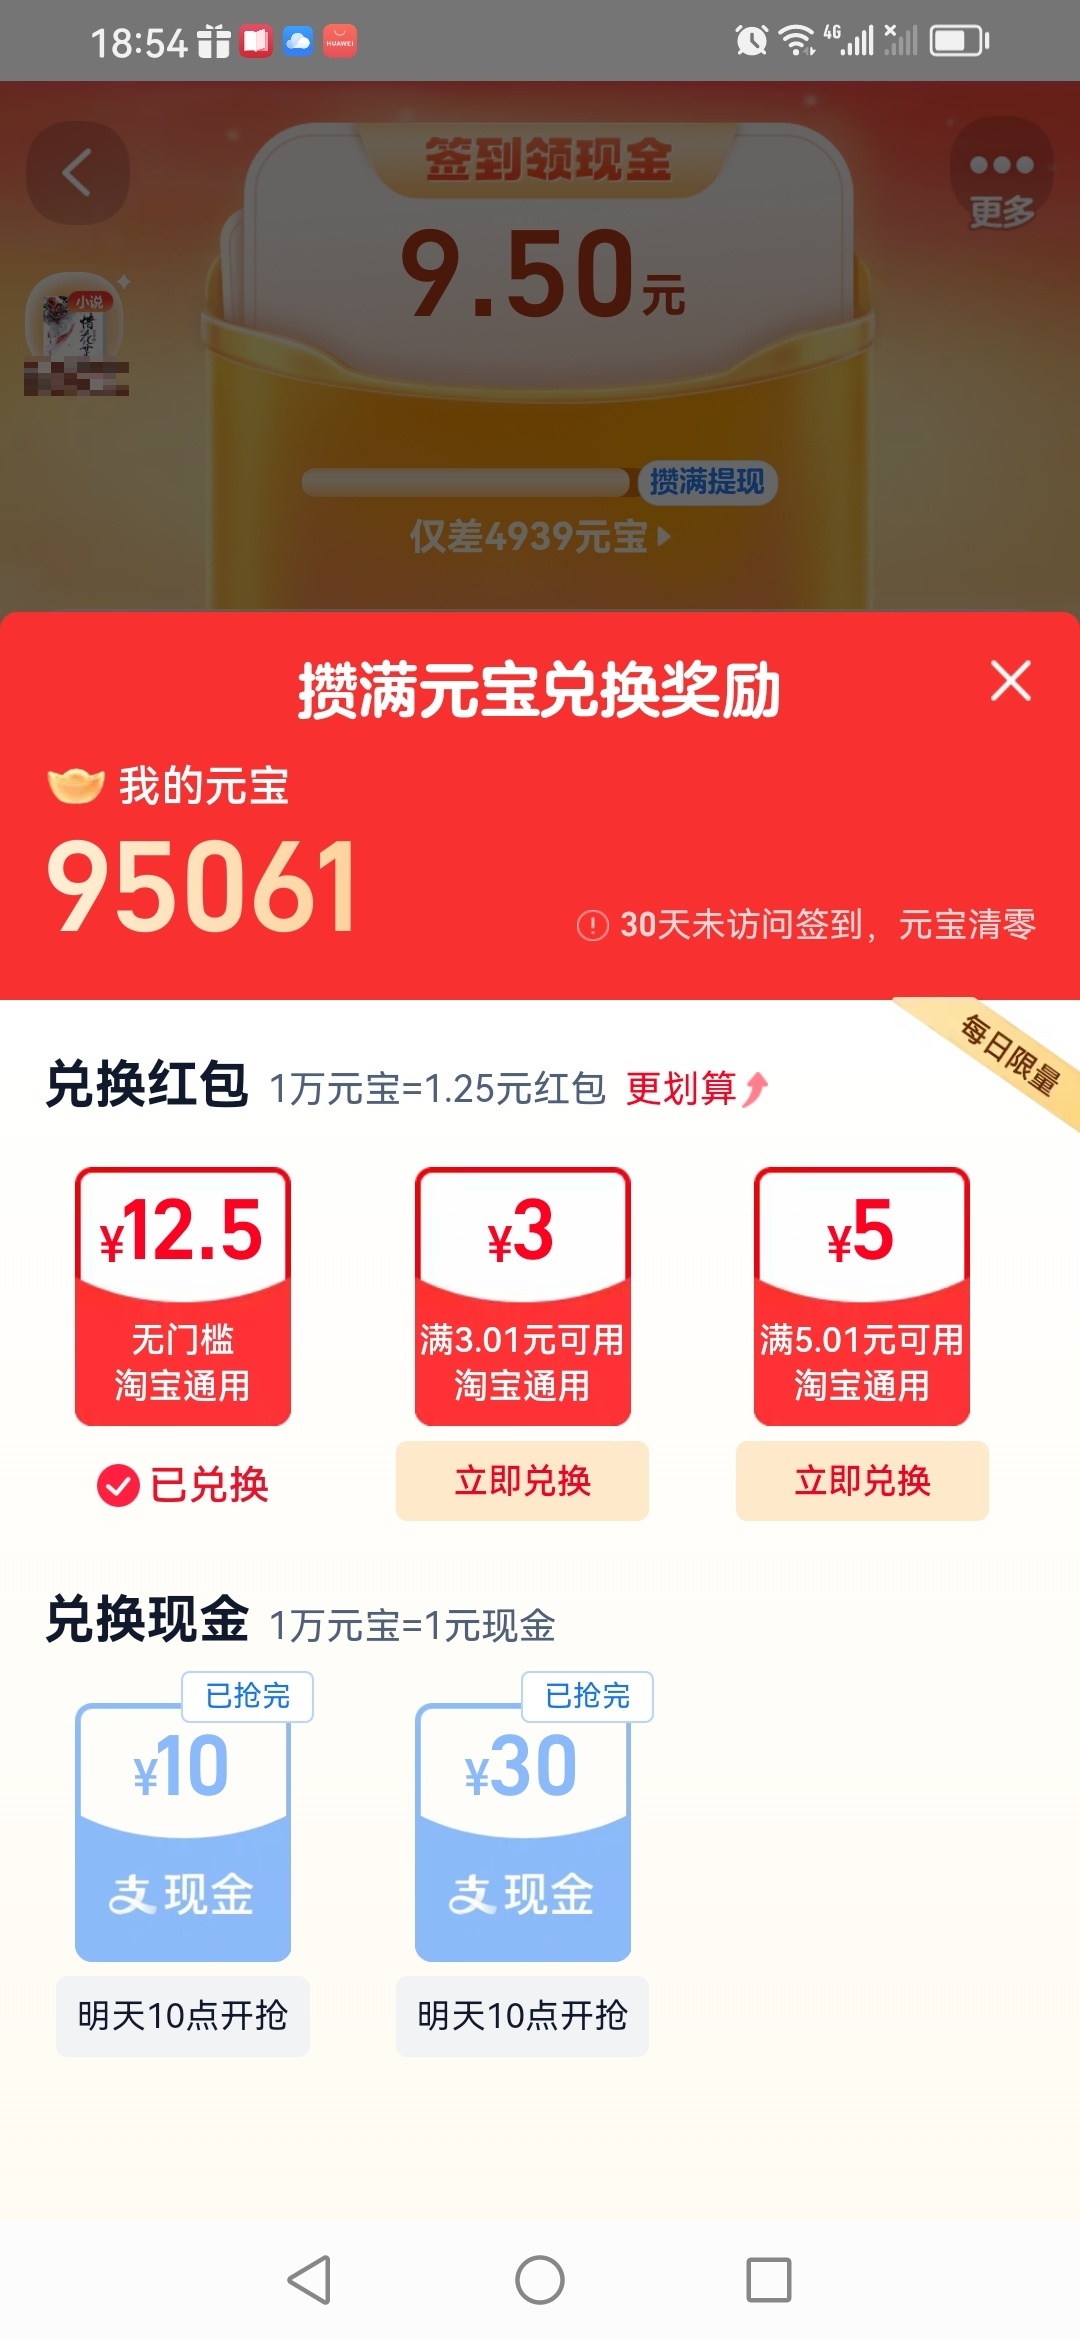 18:54
HUAWEI
4G
签到领现金
更多
9.50元
小说
惜花芷
攒满提现
仅差4939元宝
攒满元宝兑换奖励
我的元宝
95061
30天未访问签到，元宝清零
每日限量
兑换红包 1万元宝=1.25元红包 更划算
¥12.5
无门槛
淘宝通用
已兑换
¥3
满3.01元可用
淘宝通用
立即兑换
¥5
满5.01元可用
淘宝通用
立即兑换
兑换现金 1万元宝=1元现金
已抢完
¥10
支现金
明天10点开抢
已抢完
¥30
支现金
明天10点开抢